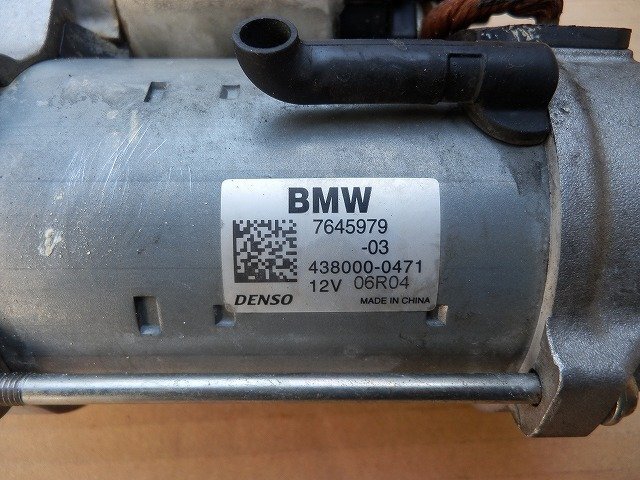 BMW
7645979
-03
438000-0471
12V 06R04
DENSO MADE IN CHINA